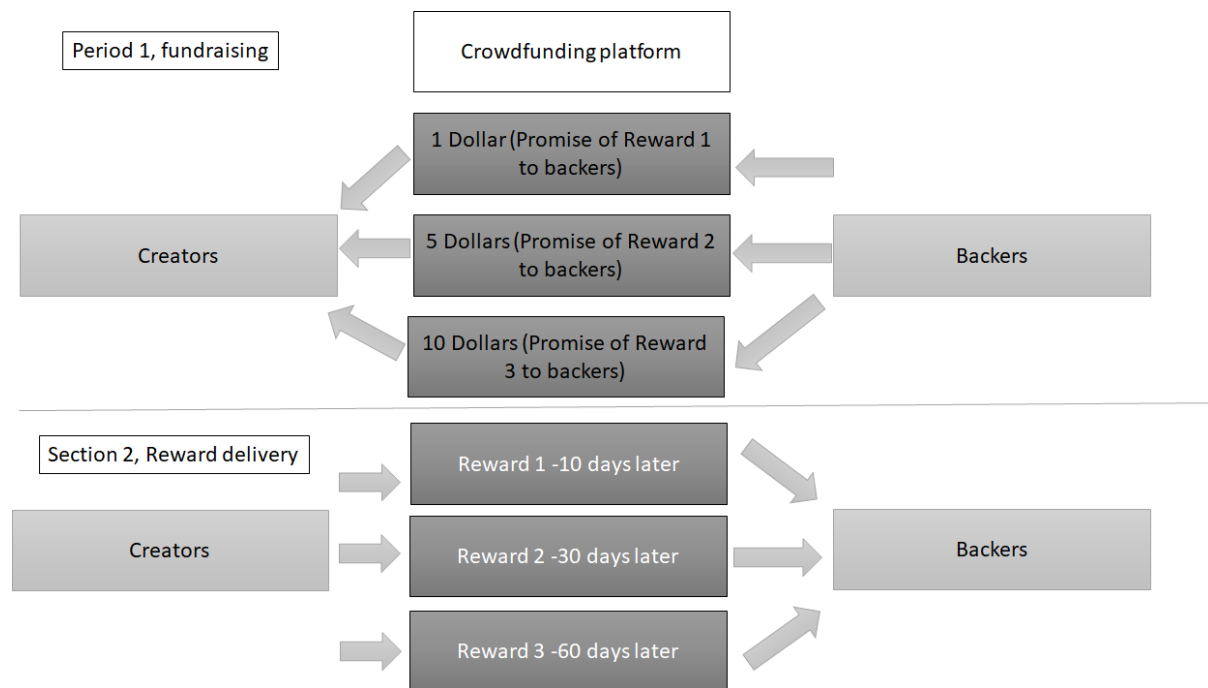 Period 1, fundraising
Crowdfunding platform
1 Dollar (Promise of Reward 1
to backers)
Creators
5 Dollars (Promise of Reward 2
to backers)
Backers
10 Dollars (Promise of Reward
3 to backers)
Section 2, Reward delivery
Reward 1 -10 days later
Creators
Reward 2 -30 days later
Backers
Reward 3 -60 days later